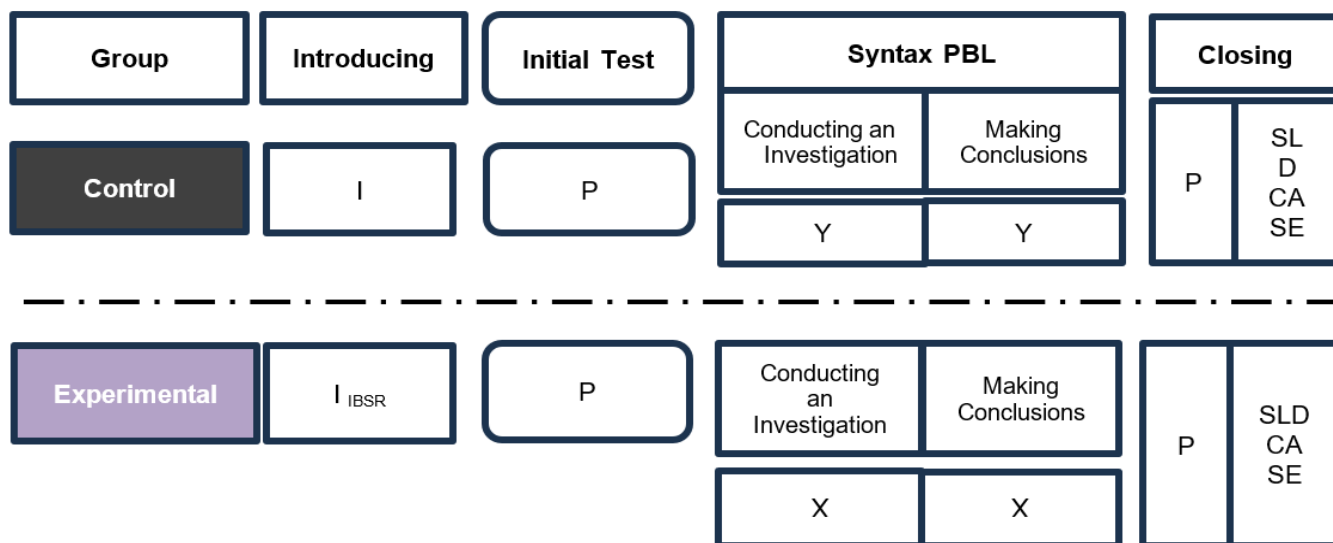 Group
Introducing
Initial Test
Syntax PBL
Closing
Conducting an
Investigation
Making
Conclusions
Control
I
P
Y
Y
P
SL
D
CA
SE
Experimental
I IBSR
P
Conducting
an
Investigation
Making
Conclusions
X
X
P
SLD
CA
SE